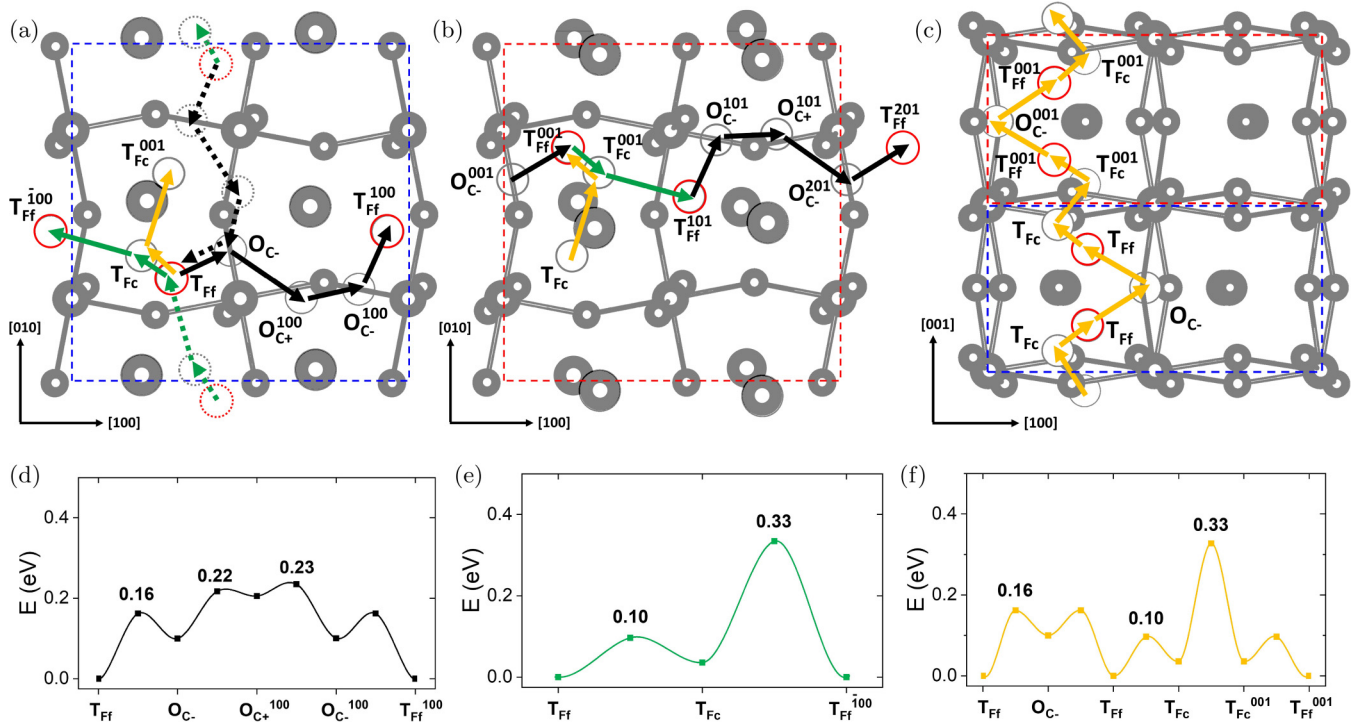 (a)
T_Fc^001
T_Ff^1̄00
T_Ff^100
O_C-
T_Fc
T_Ff
O_C+^100
O_C-^100
[010]
[100]
(b)
O_C-^101
O_C+^101
T_Ff^201
T_Ff^001
T_Fc^001
O_C-^001
O_C-^201
T_Ff^101
T_Fc
[010]
[100]
(c)
T_Fc^001
T_Ff^001
O_C-^001
T_Ff^001
T_Fc^001
T_Fc
T_Ff
O_C-
T_Ff
T_Fc
[001]
[100]
(d)
E (eV)
0.4
0.2
0.0
0.16
0.22
0.23
T_Ff O_C- O_C+^100 O_C-^100 T_Ff^100
(e)
E (eV)
0.4
0.2
0.0
0.10
0.33
T_Ff T_Fc T_Ff^1̄00
(f)
E (eV)
0.4
0.2
0.0
0.16
0.10
0.33
T_Ff O_C- T_Ff T_Fc T_Fc^001 T_Ff^001